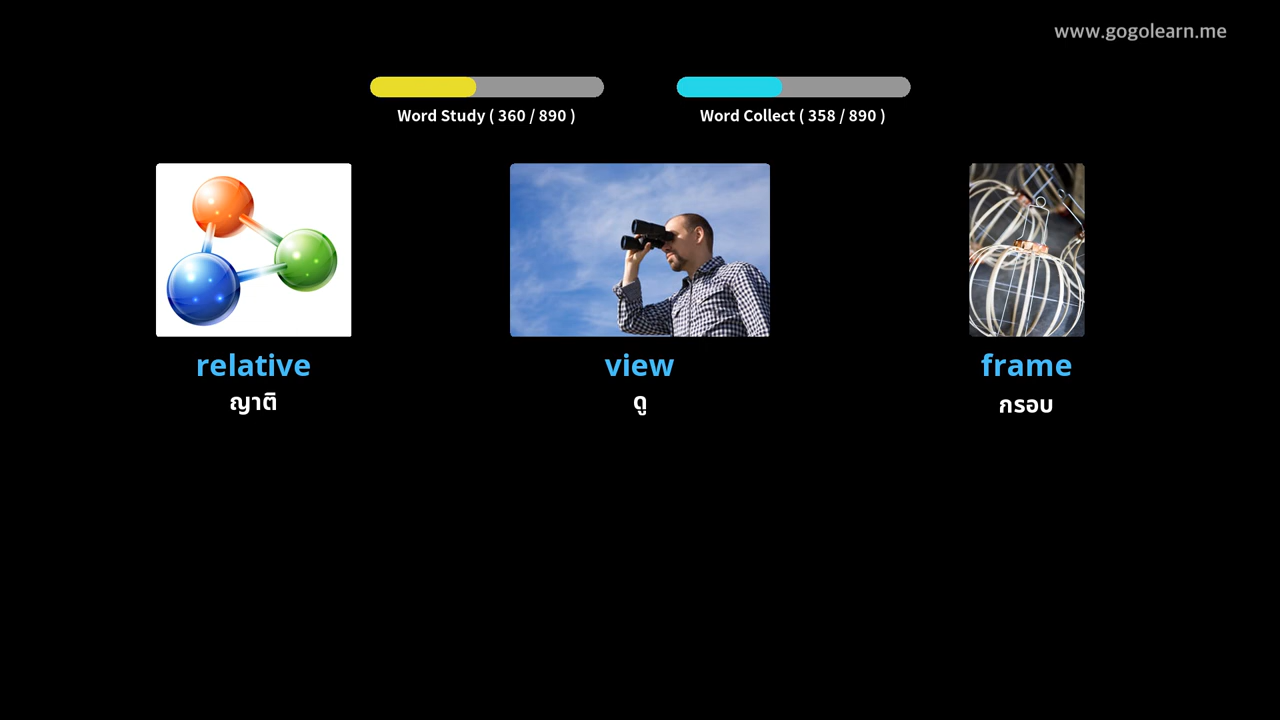 www.gogolearn.me
Word Study ( 360 / 890 )
Word Collect ( 358 / 890 )
relative
ญาติ
view
ดู
frame
กรอบ